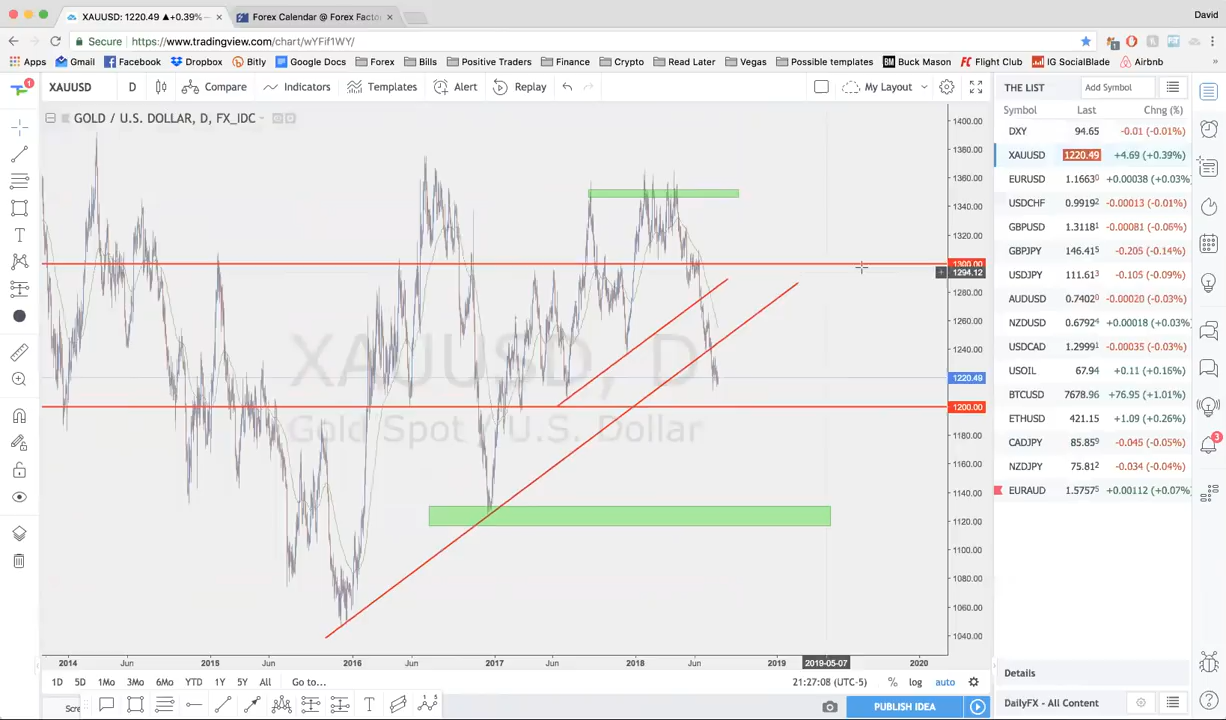 XAUUSD: 1220.49 ▲+0.39% ×
Forex Calendar @ Forex Facto ×
David
Secure https://www.tradingview.com/chart/wYFif1WY/
Apps Gmail Facebook Dropbox Bitly Google Docs Forex Bills Positive Traders Finance Crypto Read Later Vegas Possible templates BM Buck Mason FC Flight Club IG SocialBlade Airbnb »
1 XAUUSD D Compare Indicators Templates Alert Replay My Layout
THE LIST Add Symbol
Symbol Last Chng (%)
GOLD / U.S. DOLLAR, D, FX_IDC
DXY 94.65 -0.01 (-0.01%)
XAUUSD 1220.49 +4.69 (+0.39%)
EURUSD 1.16630 +0.00038 (+0.03%)
USDCHF 0.99192 -0.00013 (-0.01%)
GBPUSD 1.31181 -0.00081 (-0.06%)
GBPJPY 146.415 -0.205 (-0.14%)
USDJPY 111.613 -0.105 (-0.09%)
AUDUSD 0.74020 -0.00020 (-0.03%)
NZDUSD 0.67924 +0.00018 (+0.03%)
USDCAD 1.29991 -0.00035 (-0.03%)
USOIL 67.94 +0.11 (+0.16%)
BTCUSD 7678.96 +76.95 (+1.01%)
ETHUSD 421.15 +1.09 (+0.26%)
CADJPY 85.859 -0.045 (-0.05%)
NZDJPY 75.812 -0.034 (-0.04%)
EURAUD 1.57575 +0.00112 (+0.07%)
3
1400.00
1380.00
1360.00
1340.00
1320.00
1300.00
1294.12
1280.00
1260.00
1240.00
1220.49
1200.00
1180.00
1160.00
1140.00
1120.00
1100.00
1080.00
1060.00
1040.00
XAUUSD, D
Gold Spot / U.S. Dollar
2014 Jun 2015 Jun 2016 Jun 2017 Jun 2018 Jun 2019 2019-05-07 2020
1D 5D 1Mo 3Mo 6Mo YTD 1Y 5Y All Go to... 21:27:08 (UTC-5) % log auto
Details
Scre
PUBLISH IDEA
DailyFX - All Content